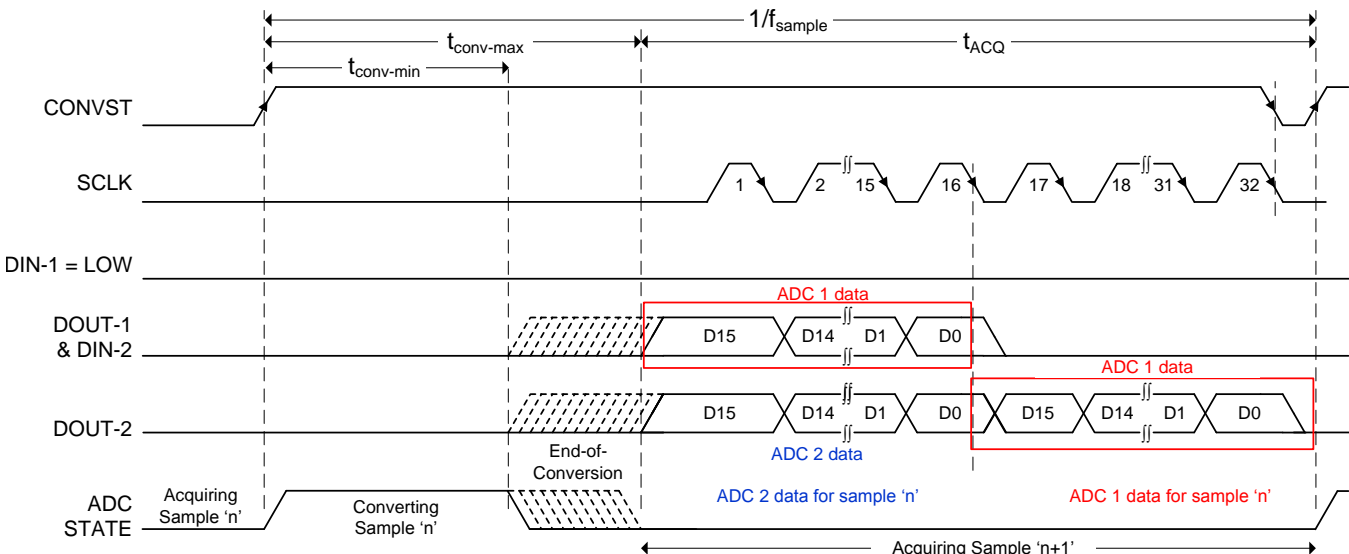 1/fsample
tconv-max
tACQ
tconv-min
CONVST
SCLK
1 2 15 16 17 18 31 32
DIN-1 = LOW
ADC 1 data
DOUT-1
& DIN-2
D15 D14 D1 D0
ADC 1 data
DOUT-2
D15 D14 D1 D0 D15 D14 D1 D0
End-of-
Conversion
ADC 2 data
ADC
STATE
Acquiring
Sample ‘n’
Converting
Sample ‘n’
ADC 2 data for sample ‘n’
ADC 1 data for sample ‘n’
Acquiring Sample ‘n+1’